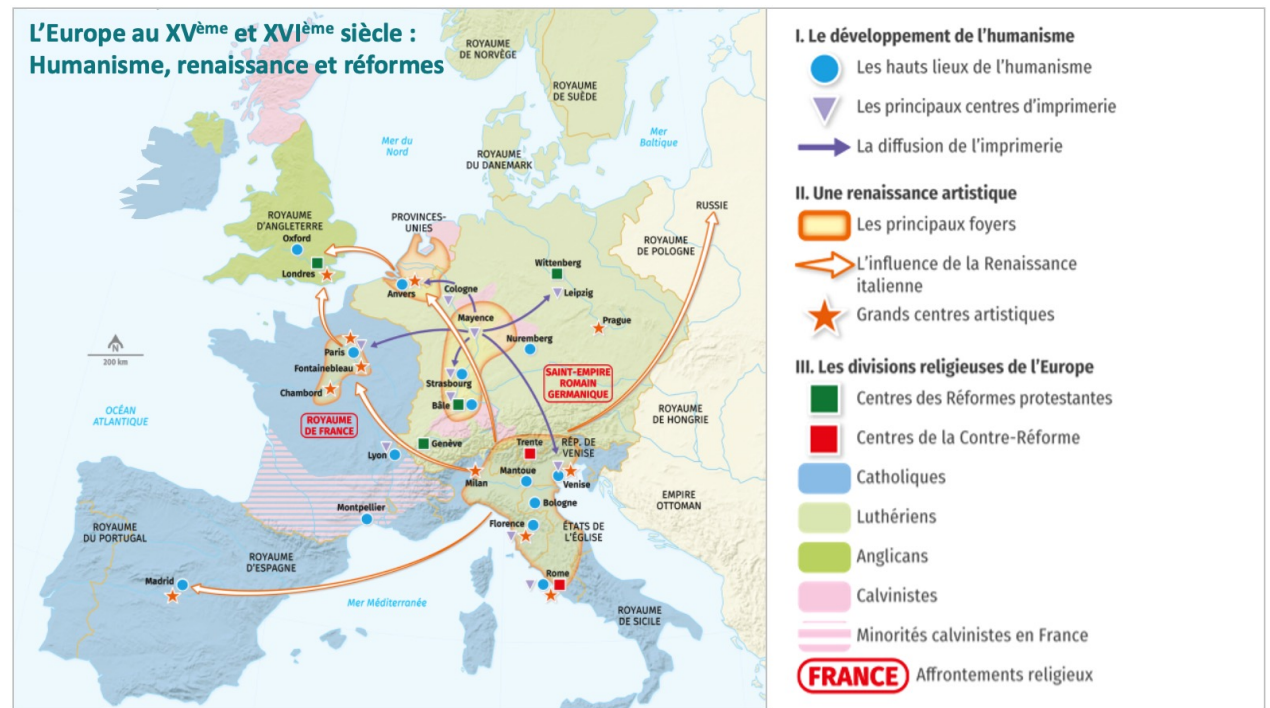 L’Europe au XVème et XVIème siècle :
Humanisme, renaissance et réformes
ROYAUME
DE NORVÈGE
ROYAUME
DE SUÈDE
Mer du
Nord
Mer
Baltique
ROYAUME
DU DANEMARK
RUSSIE
ROYAUME
D’ANGLETERRE
Oxford
Londres
PROVINCES-
UNIES
ROYAUME
DE POLOGNE
Wittenberg
Leipzig
Anvers
Cologne
Mayence
Prague
Nuremberg
N
200 km
Paris
Fontainebleau
Chambord
Strasbourg
Bâle
SAINT-EMPIRE
ROMAIN
GERMANIQUE
OCÉAN
ATLANTIQUE
ROYAUME
DE FRANCE
ROYAUME
DE HONGRIE
Genève
Trente
RÉP. DE
VENISE
Lyon
Milan
Mantoue
Venise
Bologne
EMPIRE
OTTOMAN
Montpellier
Florence
ÉTATS DE
L’ÉGLISE
ROYAUME
DU PORTUGAL
ROYAUME
D’ESPAGNE
Madrid
Rome
Mer Méditerranée
ROYAUME
DE SICILE
I. Le développement de l’humanisme
Les hauts lieux de l’humanisme
Les principaux centres d’imprimerie
La diffusion de l’imprimerie
II. Une renaissance artistique
Les principaux foyers
L’influence de la Renaissance
italienne
Grands centres artistiques
III. Les divisions religieuses de l’Europe
Centres des Réformes protestantes
Centres de la Contre-Réforme
Catholiques
Luthériens
Anglicans
Calvinistes
Minorités calvinistes en France
FRANCE Affrontements religieux